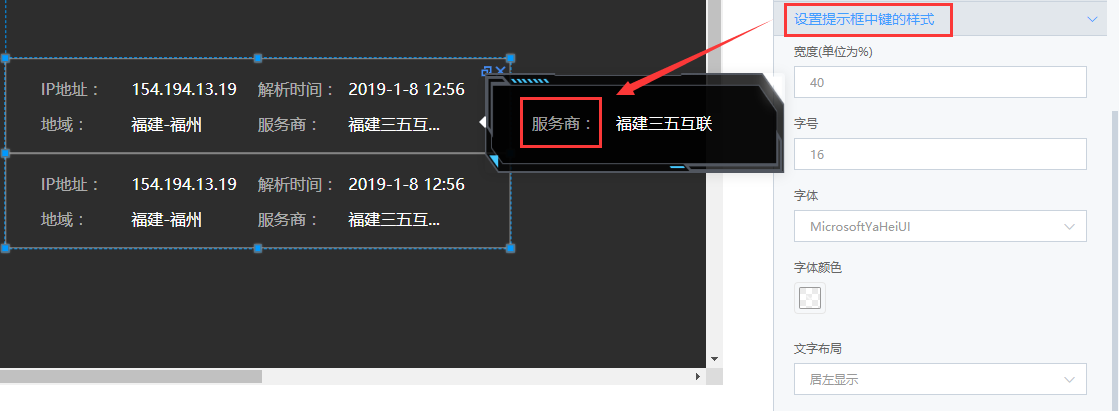 IP地址： 154.194.13.19 解析时间： 2019-1-8 12:56
地域： 福建-福州 服务商： 福建三五互...
IP地址： 154.194.13.19 解析时间： 2019-1-8 12:56
地域： 福建-福州 服务商： 福建三五互...
服务商： 福建三五互联
设置提示框中键的样式
宽度(单位为%)
40
字号
16
字体
MicrosoftYaHeiUI
字体颜色
文字布局
居左显示